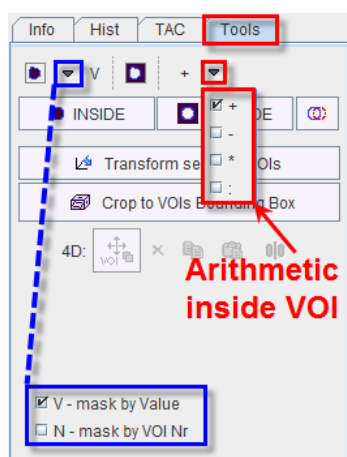 Info Hist TAC Tools
V +
INSIDE DE
+
-
*
:
Transform se OIs
Crop to VOIs Bounding Box
4D: voi
Arithmetic
inside VOI
V - mask by Value
N - mask by VOI Nr